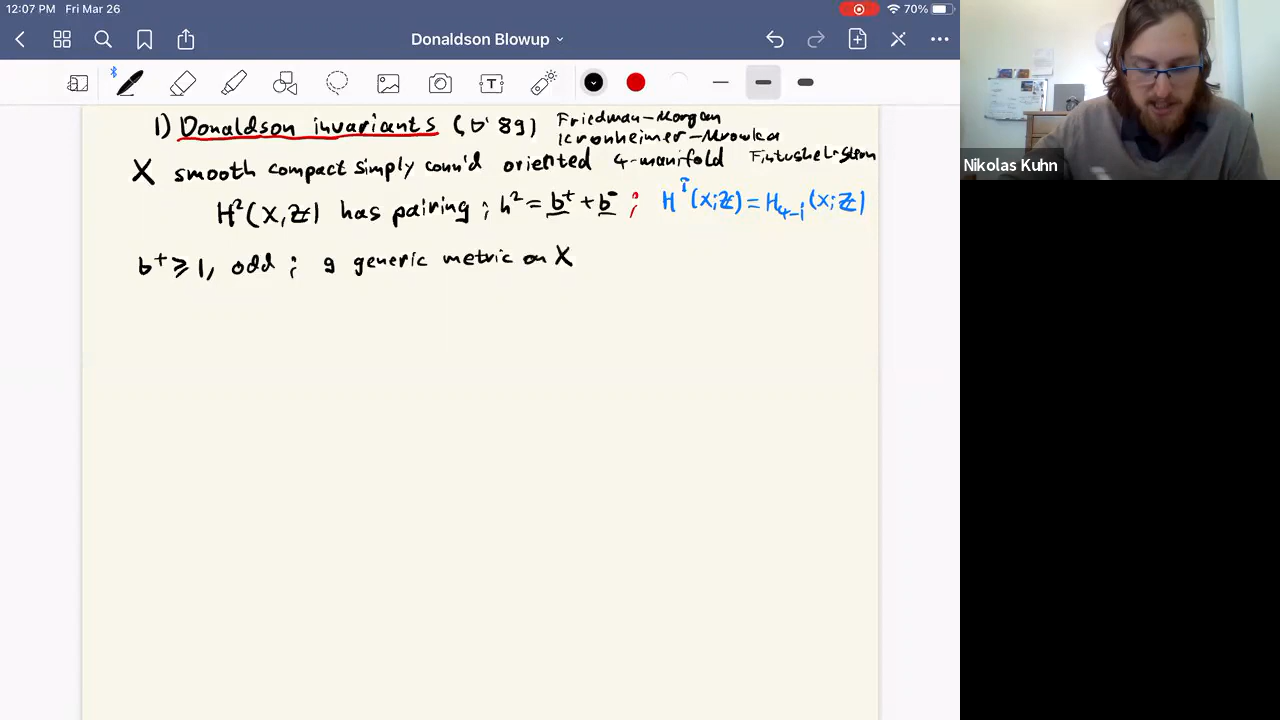 12:07 PM Fri Mar 26
70%
Donaldson Blowup
T
1) Donaldson invariants (D'89) Friedman-Morgan
Kronheimer-Mrowka
X smooth compact simply conn'd oriented 4-manifold Fintushel-Stern
H²(X,ℤ) has pairing ; h² = b⁺ + b⁻ ; Hⁱ(X;ℤ) = H₄₋ᵢ(X;ℤ)
b⁺ ≥ 1, odd ; g generic metric on X
Nikolas Kuhn